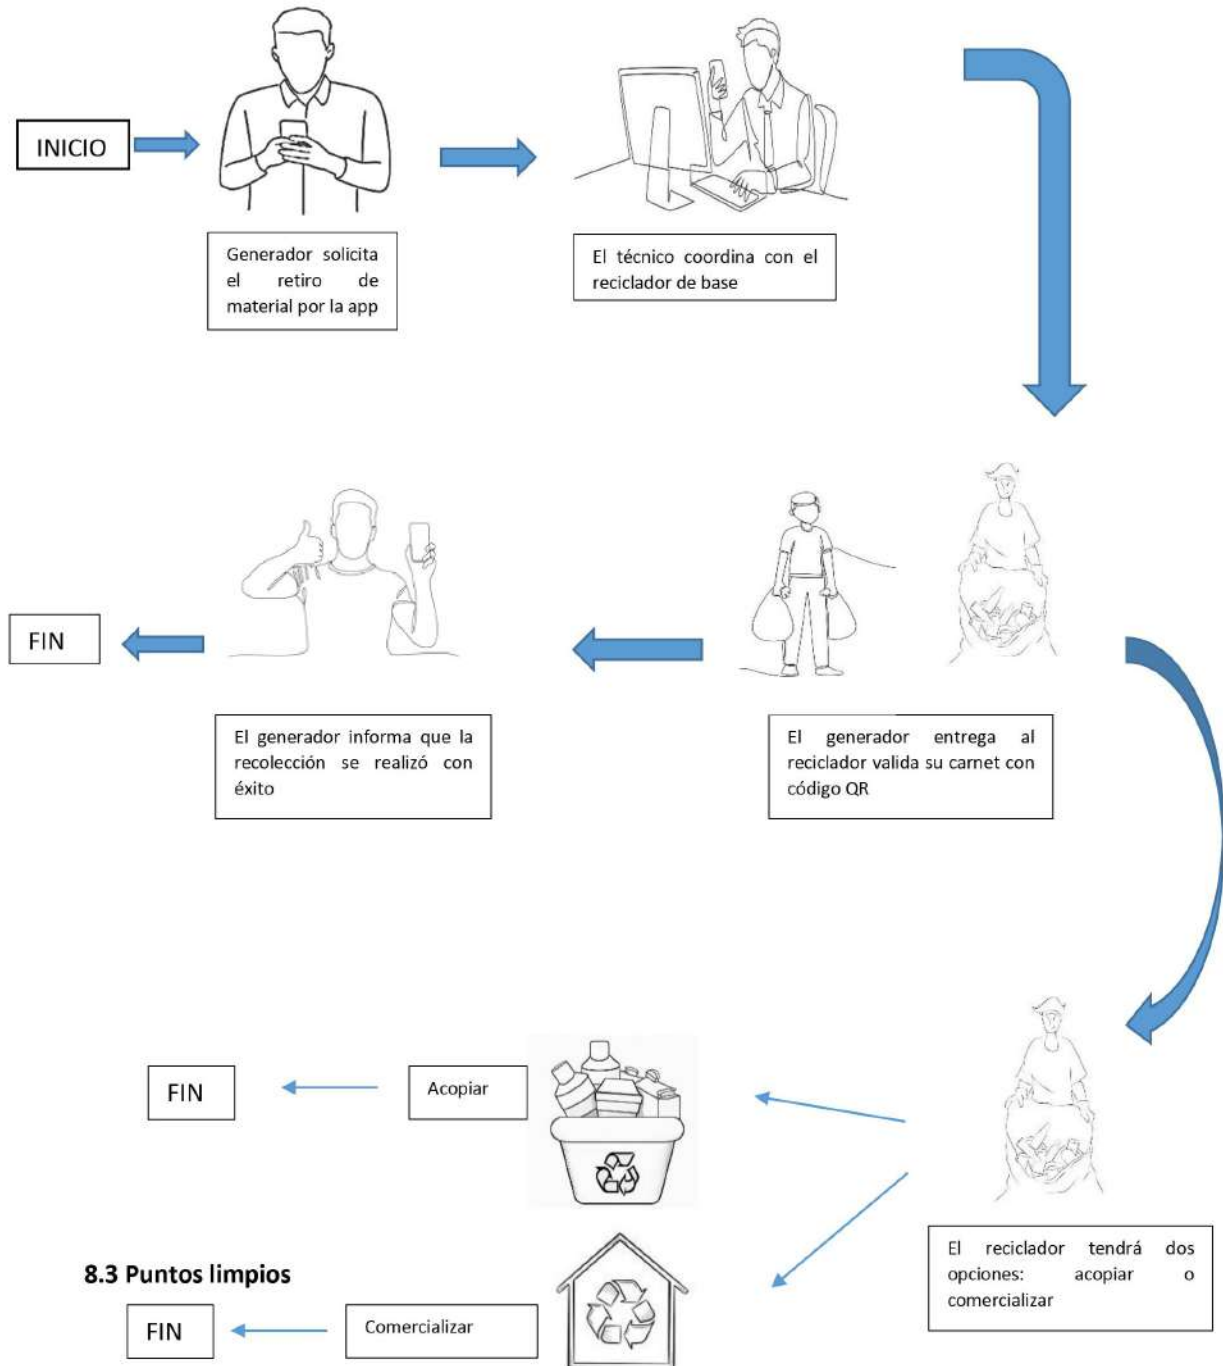 INICIO
Generador solicita
el retiro de
material por la app
El técnico coordina con el
reciclador de base
FIN
El generador informa que la
recolección se realizó con
éxito
El generador entrega al
reciclador valida su carnet con
código QR
FIN
Acopiar
El reciclador tendrá dos
opciones: acopiar o
comercializar
8.3 Puntos limpios
FIN
Comercializar